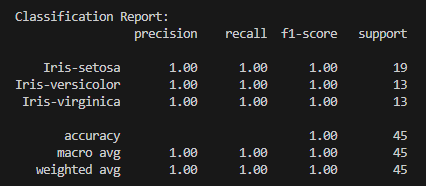 Classification Report:
precision recall f1-score support
Iris-setosa 1.00 1.00 1.00 19
Iris-versicolor 1.00 1.00 1.00 13
Iris-virginica 1.00 1.00 1.00 13
accuracy 1.00 45
macro avg 1.00 1.00 1.00 45
weighted avg 1.00 1.00 1.00 45